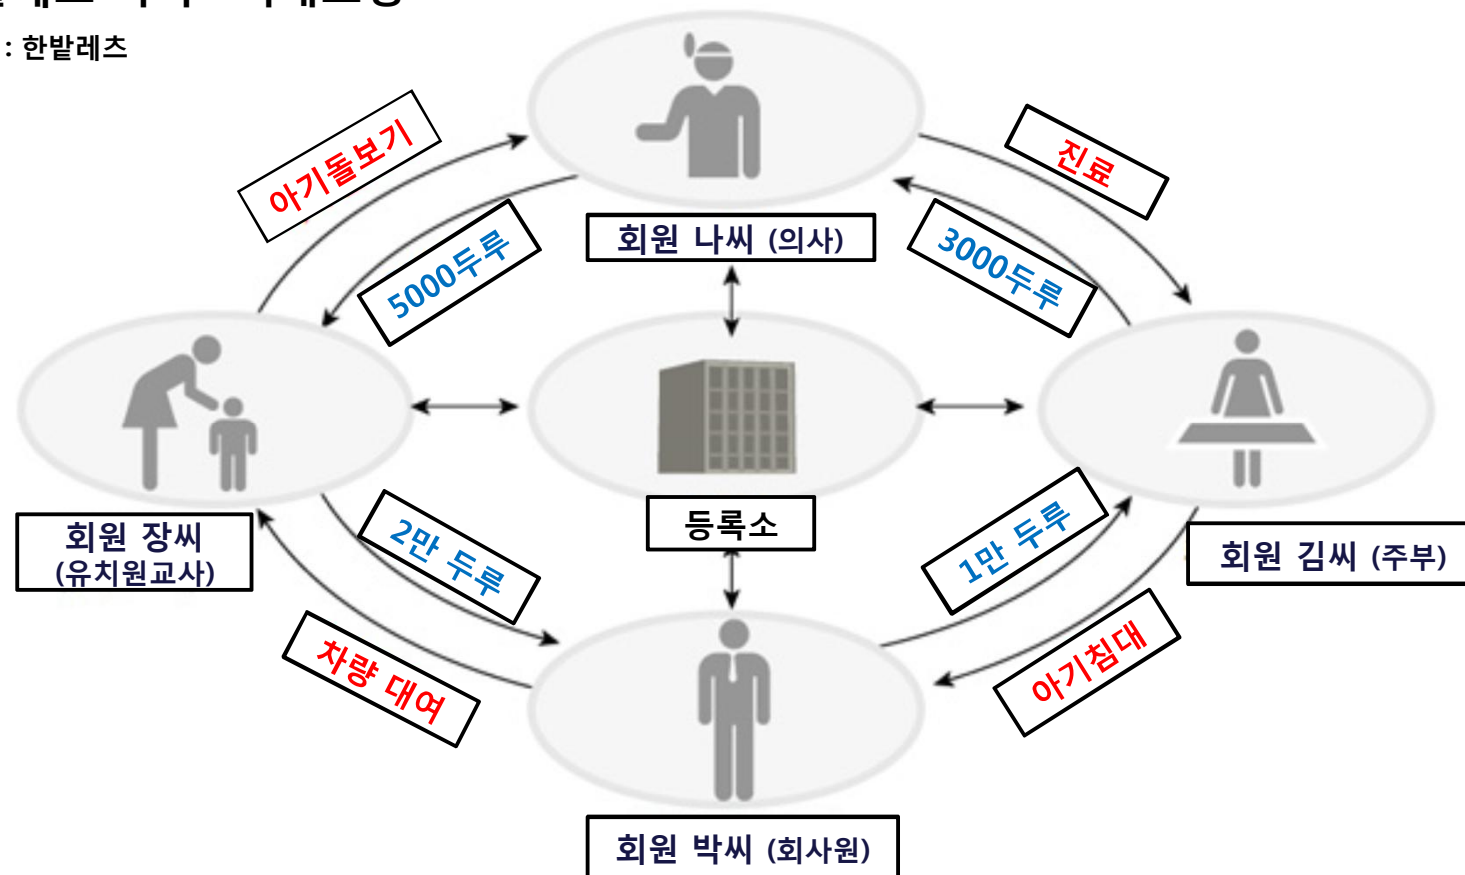 : 한밭레츠
아기돌보기
진료
회원 나씨 (의사)
5000두루
3000두루
회원 장씨
(유치원교사)
등록소
회원 김씨 (주부)
2만 두루
1만 두루
차량 대여
아기침대
회원 박씨 (회사원)